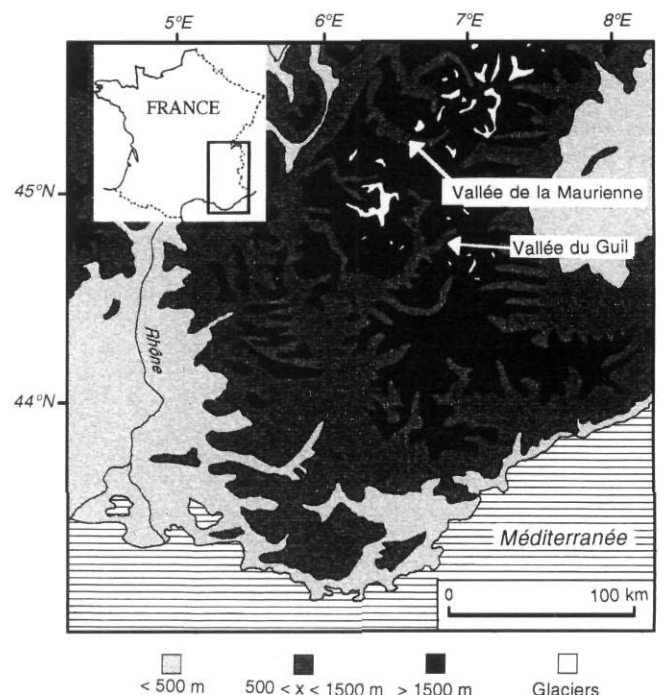 5°E 6°E 7°E 8°E
FRANCE
45°N
Vallée de la Maurienne
Vallée du Guil
Rhône
44°N
Méditerranée
0 100 km
< 500 m 500 < x < 1500 m > 1500 m Glaciers